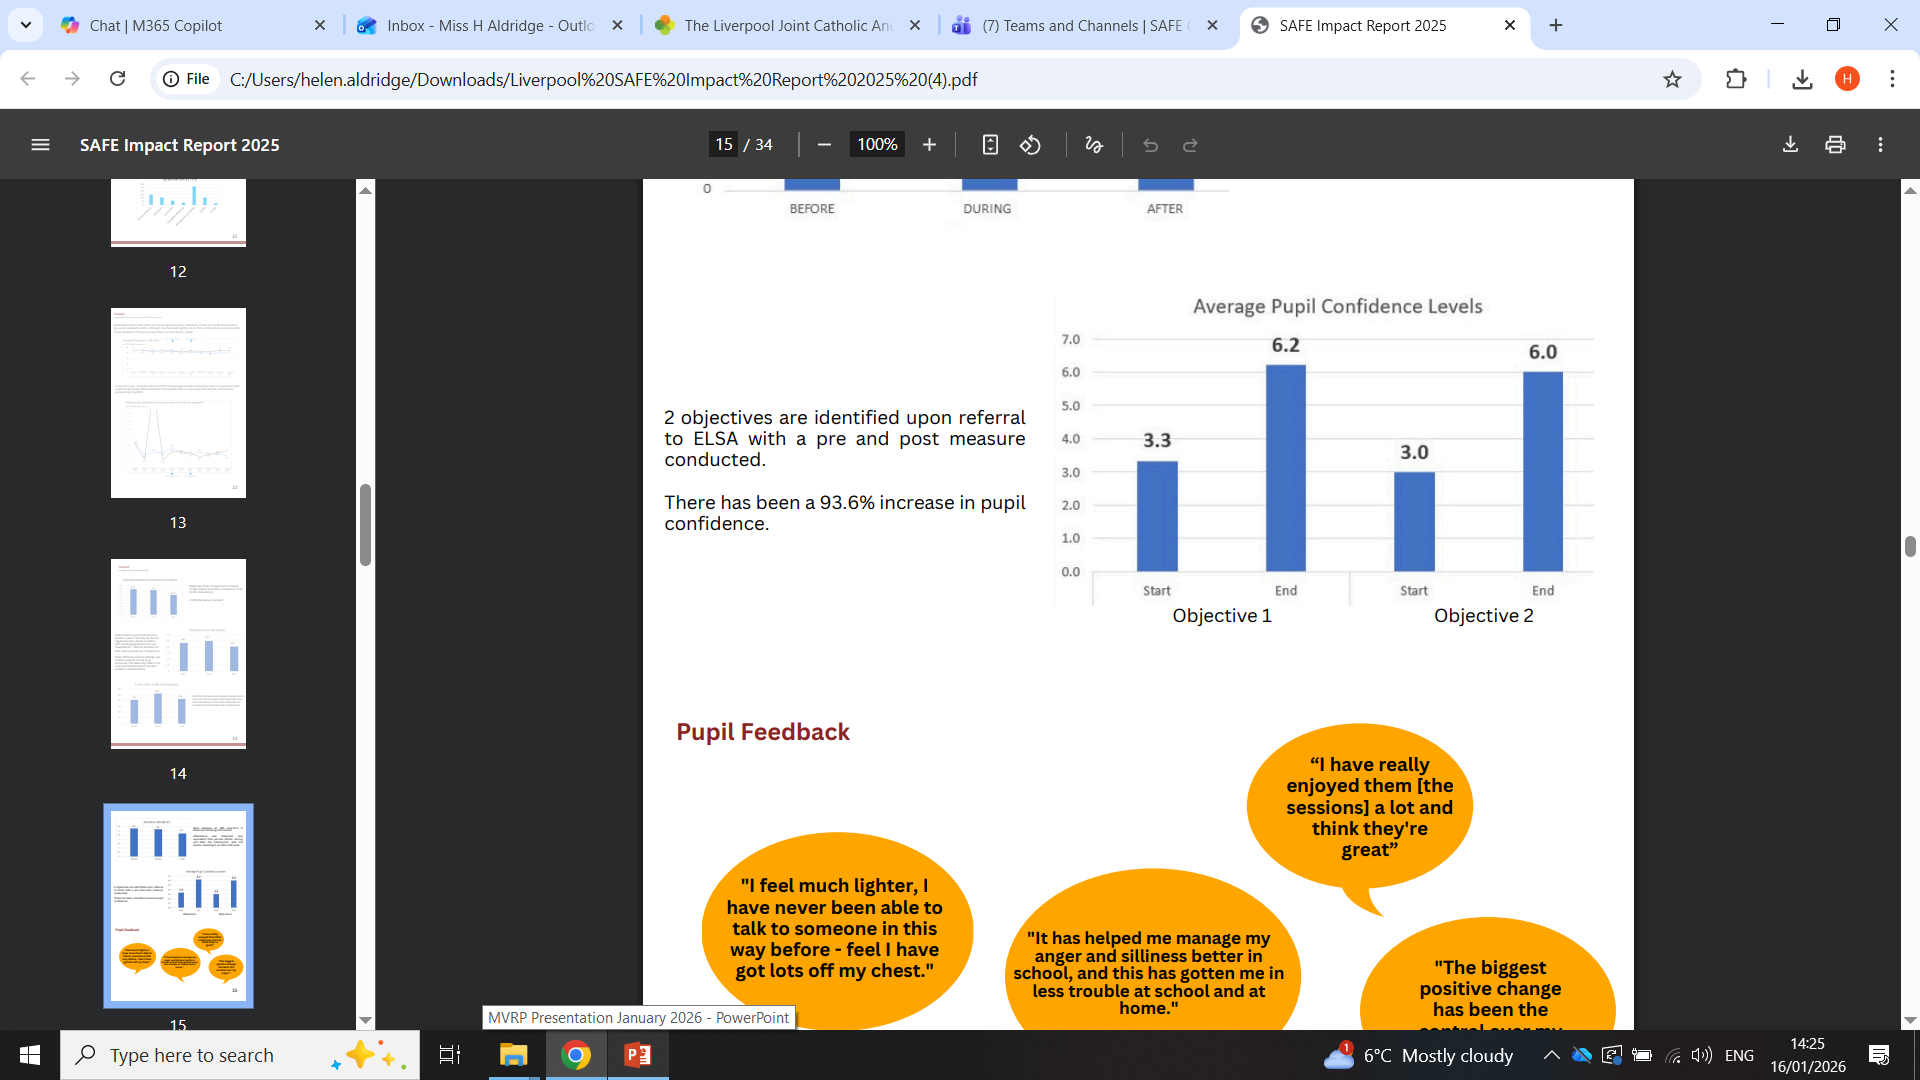 Chat | M365 Copilot
Inbox - Miss H Aldridge - Outlo
The Liverpool Joint Catholic An
(7) Teams and Channels | SAFE C
SAFE Impact Report 2025
File
C:/Users/helen.aldridge/Downloads/Liverpool%20SAFE%20Impact%20Report%202025%20(4).pdf
H
SAFE Impact Report 2025
15 / 34
100%
12
13
14
15
0
BEFORE
DURING
AFTER
2 objectives are identified upon referral
to ELSA with a pre and post measure
conducted.
There has been a 93.6% increase in pupil
confidence.
Average Pupil Confidence Levels
7.0
6.0
5.0
4.0
3.0
2.0
1.0
0.0
3.3
6.2
3.0
6.0
Start
End
Start
End
Objective 1
Objective 2
Pupil Feedback
“I have really
enjoyed them [the
sessions] a lot and
think they're
great”
"I feel much lighter, I
have never been able to
talk to someone in this
way before - feel I have
got lots off my chest."
"It has helped me manage my
anger and silliness better in
school, and this has gotten me in
less trouble at school and at
home."
"The biggest
positive change
has been the
control over my
MVRP Presentation January 2026 - PowerPoint
Type here to search
1
6°C Mostly cloudy
ENG
14:25
16/01/2026